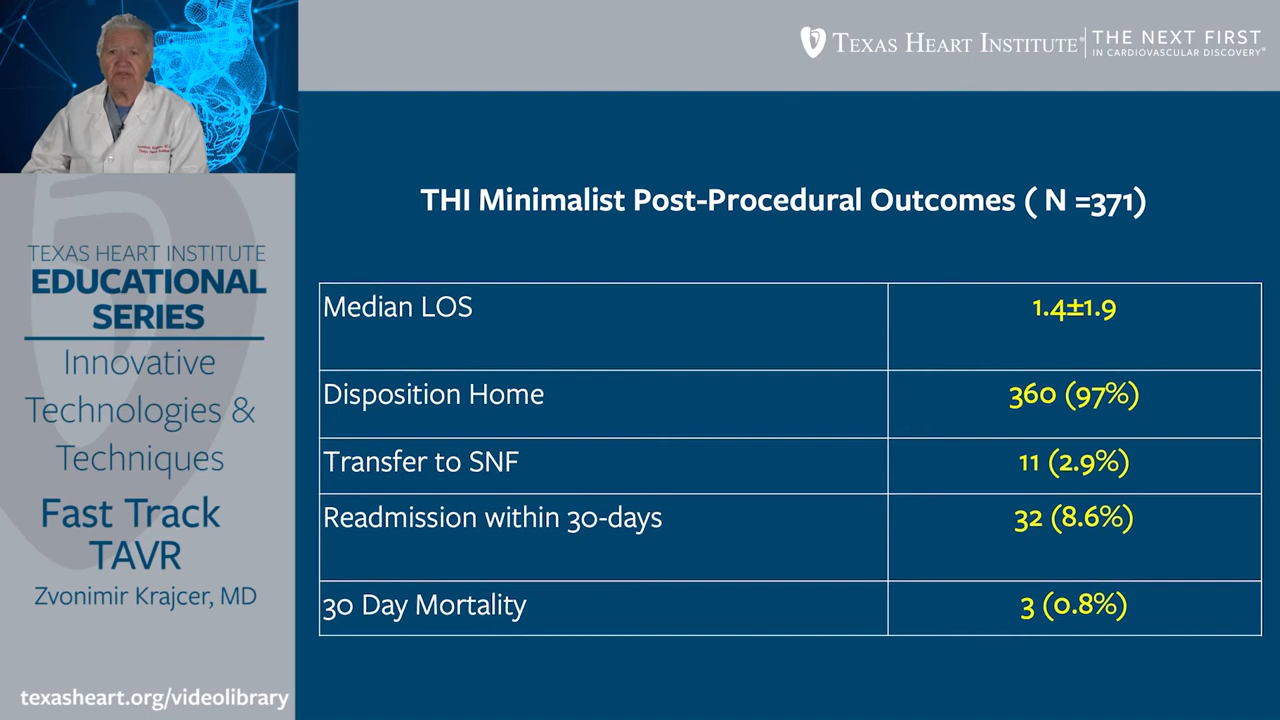 TEXAS HEART INSTITUTE® THE NEXT FIRST
IN CARDIOVASCULAR DISCOVERY®
TEXAS HEART INSTITUTE
EDUCATIONAL
SERIES
Innovative
Technologies &
Techniques
Fast Track
TAVR
Zvonimir Krajcer, MD
texasheart.org/videolibrary
THI Minimalist Post-Procedural Outcomes ( N =371)
Median LOS 1.4±1.9
Disposition Home 360 (97%)
Transfer to SNF 11 (2.9%)
Readmission within 30-days 32 (8.6%)
30 Day Mortality 3 (0.8%)